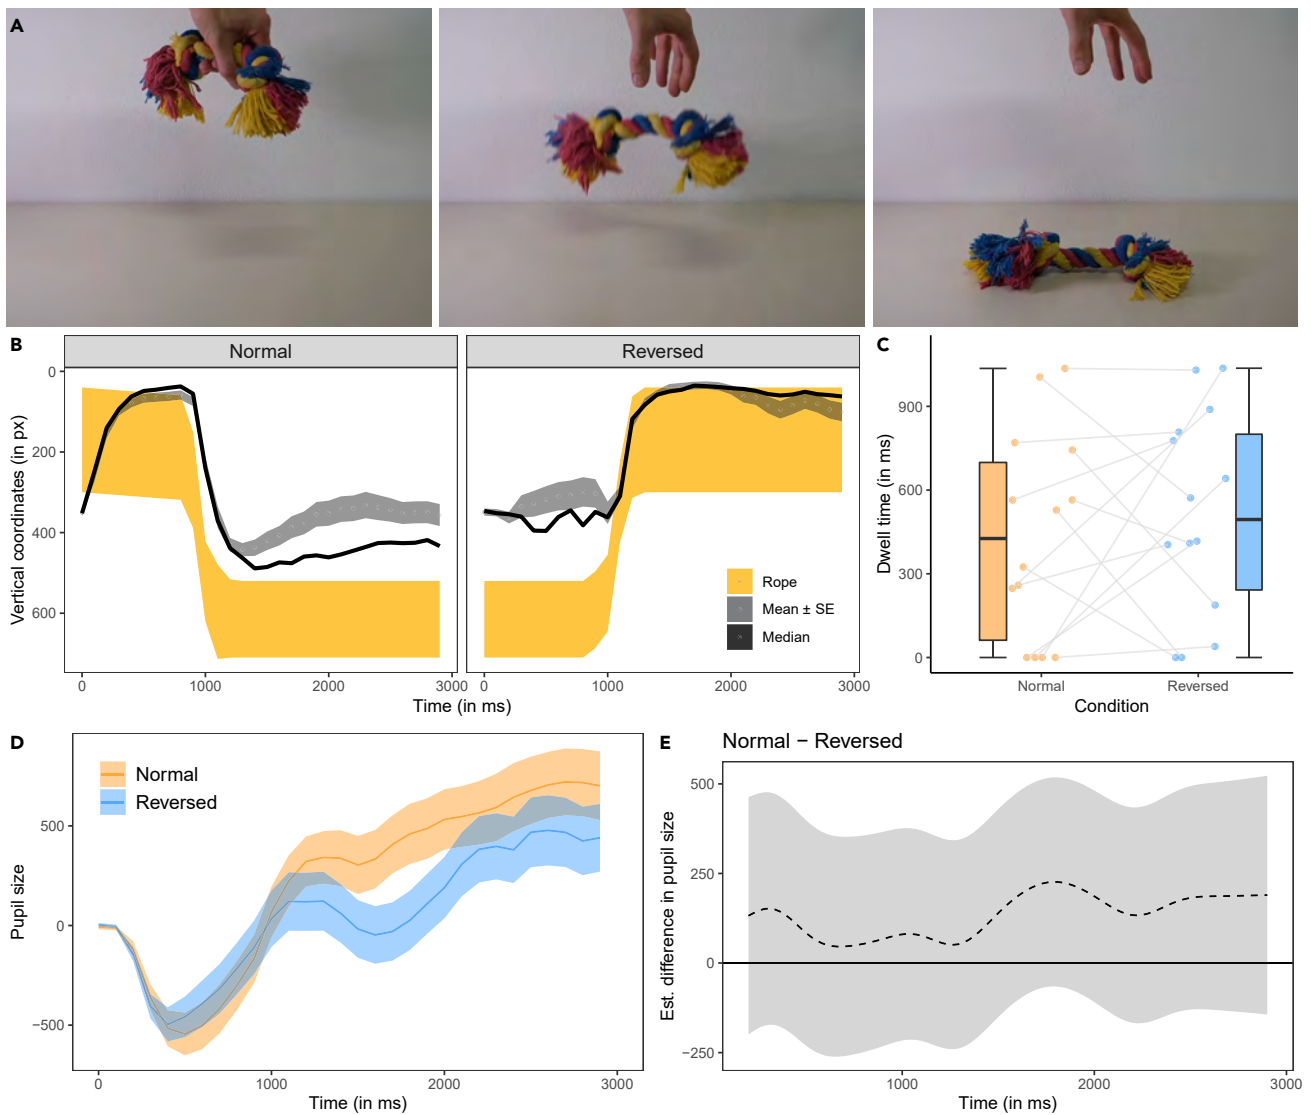 A
B
Normal
Reversed
Vertical coordinates (in px)
0
200
400
600
Rope
Mean ± SE
Median
0
1000
2000
3000
0
1000
2000
3000
Time (in ms)
C
Dwell time (in ms)
900
600
300
0
Normal
Reversed
Condition
D
Pupil size
500
0
−500
Normal
Reversed
0
1000
2000
3000
Time (in ms)
E
Normal − Reversed
Est. difference in pupil size
500
250
0
−250
1000
2000
3000
Time (in ms)